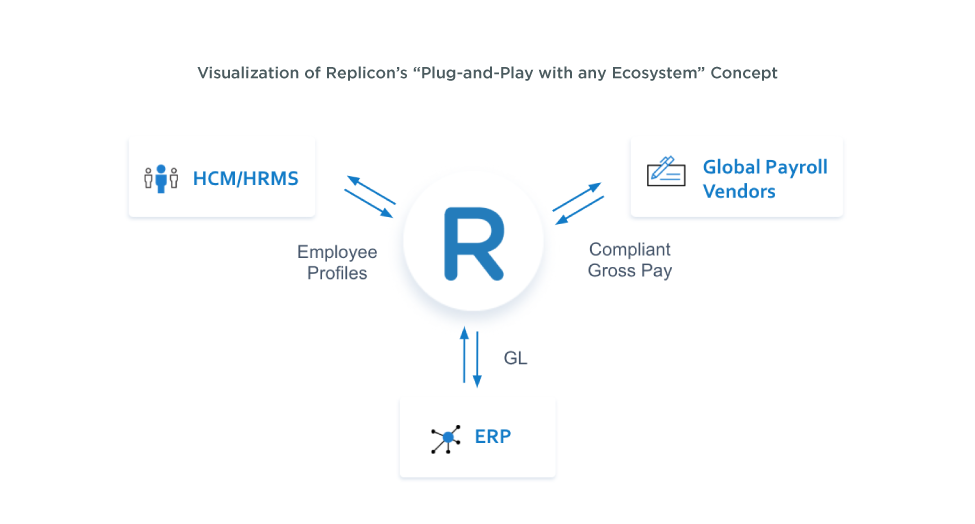 Visualization of Replicon’s “Plug-and-Play with any Ecosystem” Concept
HCM/HRMS
Global Payroll
Vendors
R
Employee
Profiles
Compliant
Gross Pay
GL
ERP